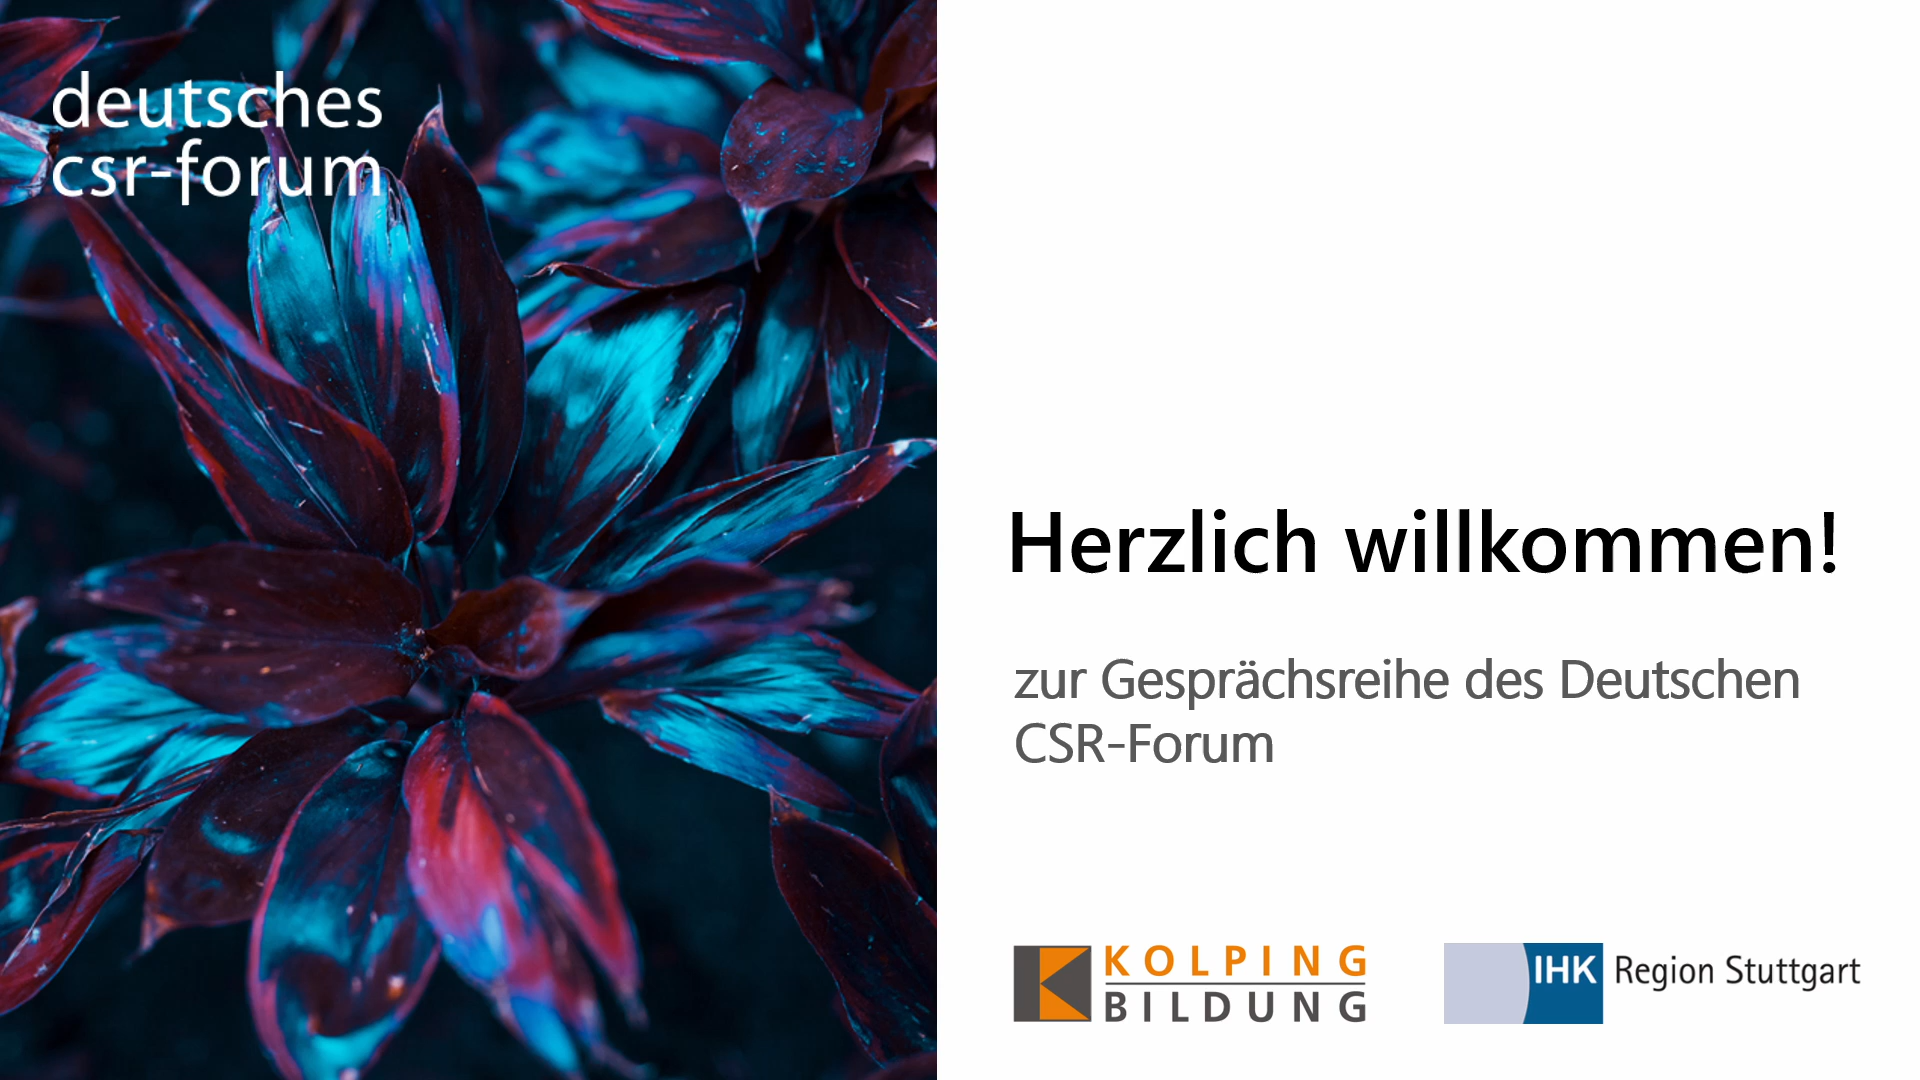 deutsches
csr-forum
Herzlich willkommen!
zur Gesprächsreihe des Deutschen
CSR-Forum
KOLPING
BILDUNG
IHK Region Stuttgart